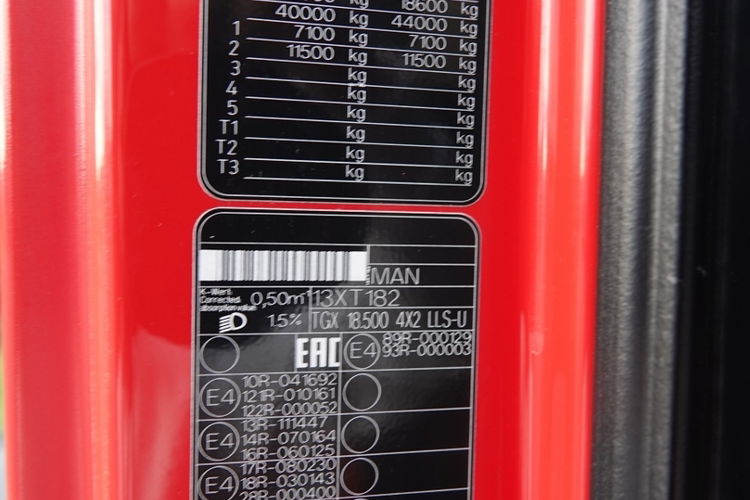 kg 18600 kg
40000 kg 44000 kg
1 7100 kg 7100 kg
2 11500 kg 11500 kg
3 kg kg
4 kg kg
5 kg kg
T1 kg kg
T2 kg kg
T3 kg kg
MAN
K-Wert
Corrected
absorption value
0,50m 13XT182
1.5% TGX 18.500 4X2 LLS-U
EAC E4 89R-000129
93R-000003
10R-041692
E4 121R-010161
122R-000052
13R-111447
E4 14R-070164
16R-060125
17R-080230
E4 18R-030143
28R-000400